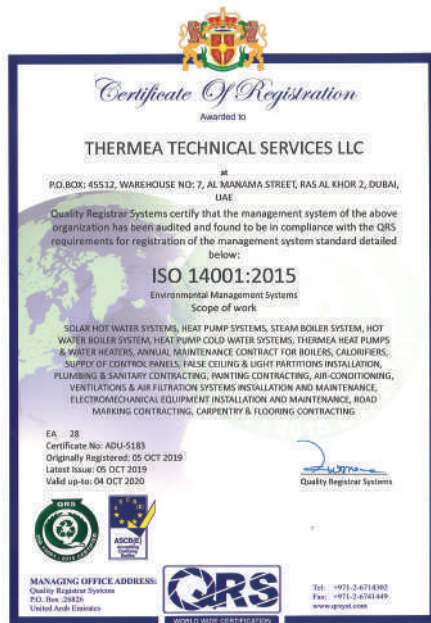 Certificate Of Registration
Awarded to
THERMEA TECHNICAL SERVICES LLC
at
P.O.BOX: 45512, WAREHOUSE NO: 7, AL MANAMA STREET, RAS AL KHOR 2, DUBAI,
UAE
Quality Registrar Systems certify that the management system of the above
organization has been audited and found to be in compliance with the QRS
requirements for registration of the management system standard detailed
below:
ISO 14001:2015
Environmental Management Systems
Scope of work
SOLAR HOT WATER SYSTEMS, HEAT PUMP SYSTEMS, STEAM BOILER SYSTEM, HOT
WATER BOILER SYSTEM, HEAT PUMP COLD WATER SYSTEMS, THERMEA HEAT PUMPS
& WATER HEATERS, ANNUAL MAINTENANCE CONTRACT FOR BOILERS, CALORIFIERS,
SUPPLY OF CONTROL PANELS, FALSE CEILING & LIGHT PARTITIONS INSTALLATION,
PLUMBING & SANITARY CONTRACTING, PAINTING CONTRACTING, AIR-CONDITIONING,
VENTILATIONS & AIR FILTRATION SYSTEMS INSTALLATION AND MAINTENANCE,
ELECTROMECHANICAL EQUIPMENT INSTALLATION AND MAINTENANCE, ROAD
MARKING CONTRACTING, CARPENTRY & FLOORING CONTRACTING
EA 28
Certificate No: ADU-5183
Originally Registered: 05 OCT 2019
Latest Issue: 05 OCT 2019
Valid up-to: 04 OCT 2020
Quality Registrar Systems
QRS
ASCB(E)
MANAGING OFFICE ADDRESS:
Quality Registrar Systems
P.O. Box :26826
United Arab Emirates
QRS
WORLD WIDE CERTIFICATION
Tel: +971-2-6714302
Fax: +971-2-6741449
www.qrsyst.com